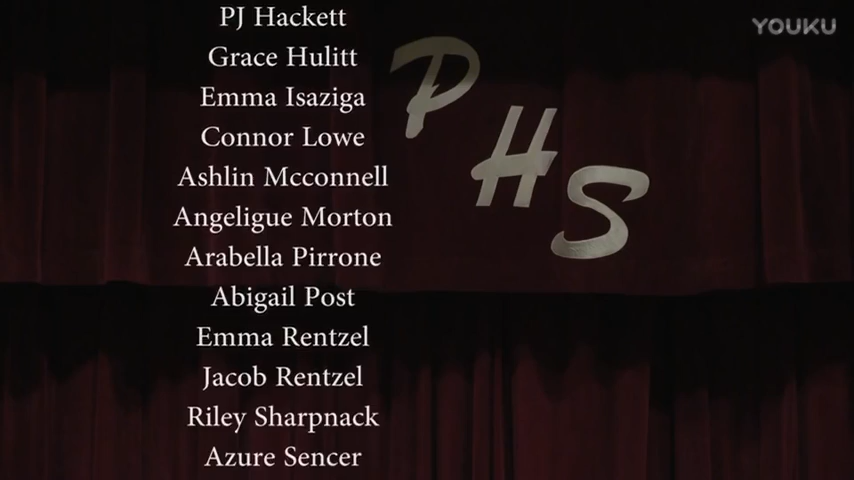 YOUKU
PJ Hackett
Grace Hulitt
Emma Isaziga
Connor Lowe
Ashlin Mcconnell
Angeligue Morton
Arabella Pirrone
Abigail Post
Emma Rentzel
Jacob Rentzel
Riley Sharpnack
Azure Sencer
PHS